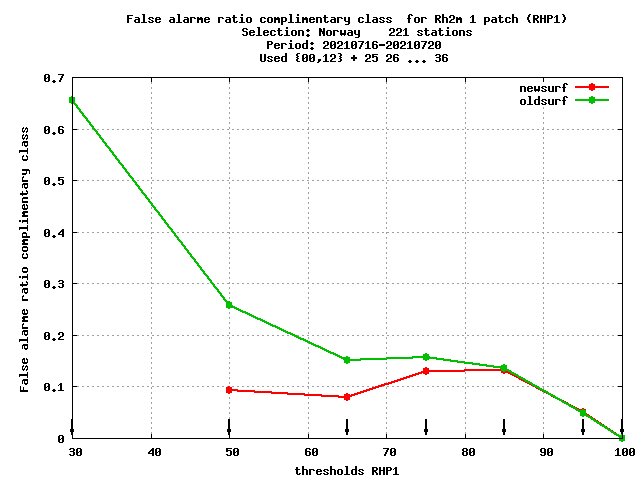 False alarme ratio complimentary class  for Rh2m 1 patch (RHP1)
Selection: Norway    221 stations
Period: 20210716-20210720
Used {00,12} + 25 26 ... 36
newsurf
oldsurf
0.7
0.6
0.5
0.4
0.3
0.2
0.1
0
False alarme ratio complimentary class
30 40 50 60 70 80 90 100
thresholds RHP1